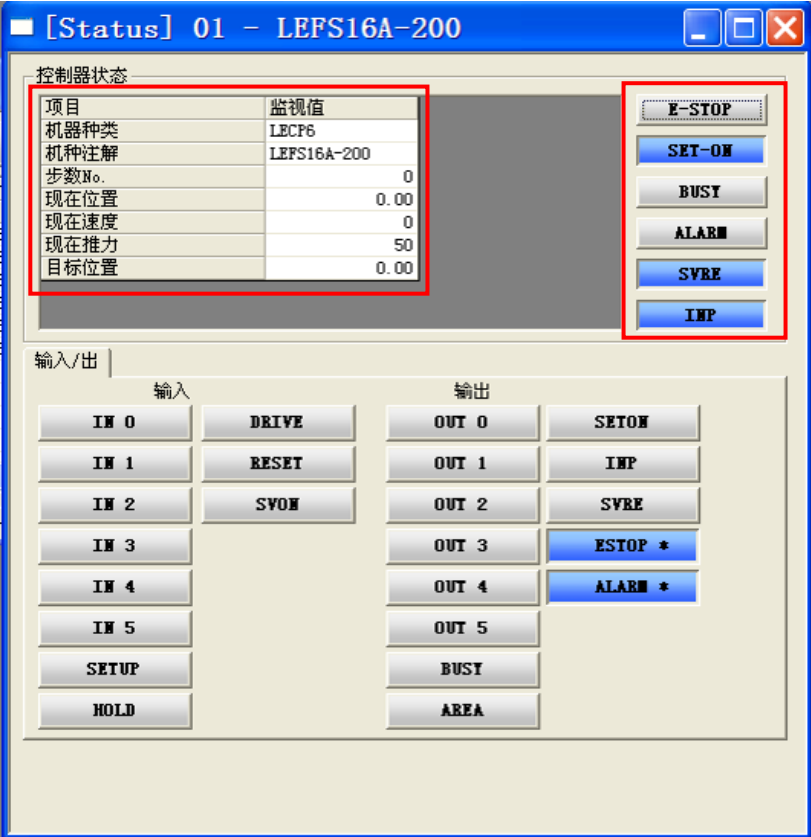 [Status] 01 - LEFS16A-200
控制器状态
项目 监视值
机器种类 LECP6
机种注解 LEFS16A-200
步数No. 0
现在位置 0.00
现在速度 0
现在推力 50
目标位置 0.00
E-STOP
SET-ON
BUSY
ALARM
SVRE
INP
输入/出
输入 输出
IN 0 DRIVE OUT 0 SETON
IN 1 RESET OUT 1 INP
IN 2 SVON OUT 2 SVRE
IN 3 OUT 3 ESTOP *
IN 4 OUT 4 ALARM *
IN 5 OUT 5
SETUP BUSY
HOLD AREA